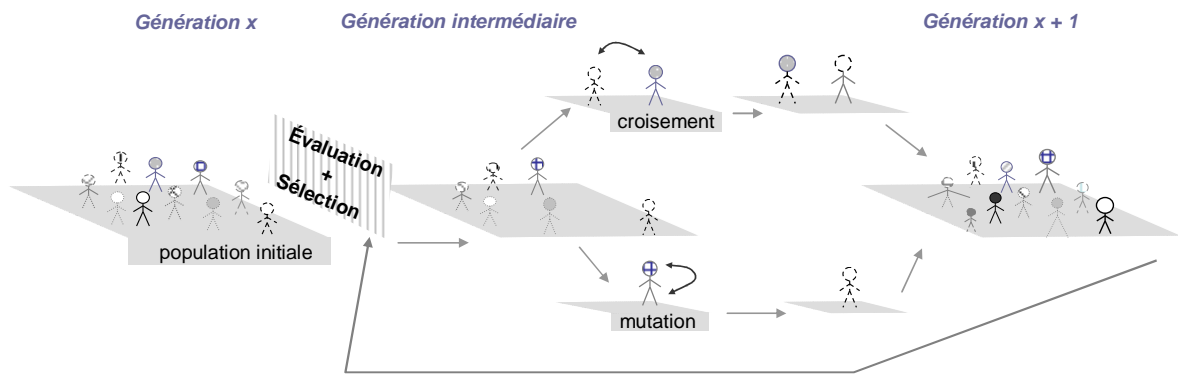 Génération x
Génération intermédiaire
Génération x + 1
croisement
Évaluation
+
Sélection
population initiale
mutation